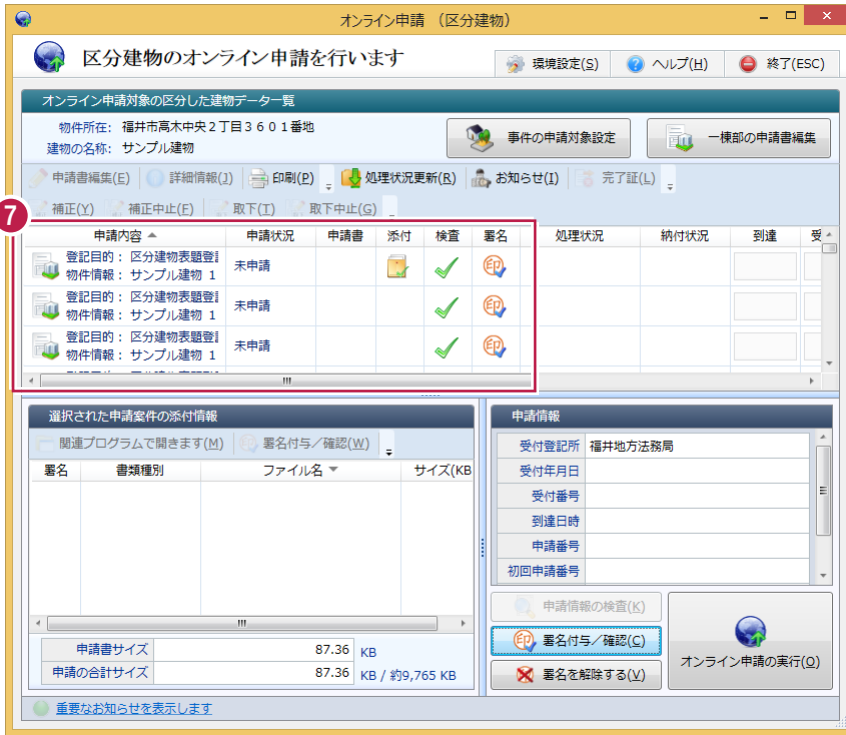 オンライン申請 （区分建物）
区分建物のオンライン申請を行います
環境設定(S) ヘルプ(H) 終了(ESC)
オンライン申請対象の区分した建物データ一覧
物件所在: 福井市高木中央２丁目３６０１番地
建物の名称: サンプル建物
事件の申請対象設定 一棟部の申請書編集
申請書編集(E) 詳細情報(J) 印刷(P) 処理状況更新(R) お知らせ(I) 完了証(L)
補正(Y) 補正中止(F) 取下(T) 取下中止(G)
7
申請内容 申請状況 申請書 添付 検査 署名 処理状況 納付状況 到達 受
登記目的： 区分建物表題登
物件情報： サンプル建物 1
未申請
登記目的： 区分建物表題登
物件情報： サンプル建物 1
未申請
登記目的： 区分建物表題登
物件情報： サンプル建物 1
未申請
選択された申請案件の添付情報
関連プログラムで開きます(M) 署名付与／確認(W)
署名 書類種別 ファイル名 サイズ(KB
申請書サイズ 87.36 KB
申請の合計サイズ 87.36 KB / 約9,765 KB
申請情報
受付登記所 福井地方法務局
受付年月日
受付番号
到達日時
申請番号
初回申請番号
申請情報の検査(K)
署名付与／確認(C)
署名を解除する(V)
オンライン申請の実行(O)
重要なお知らせを表示します